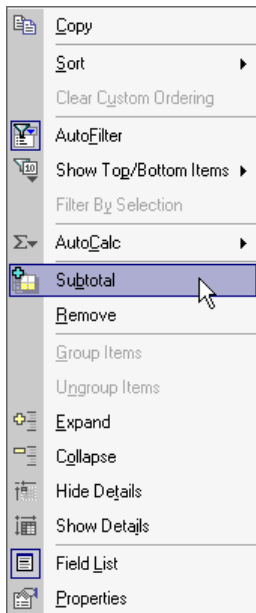 Copy
Sort
Clear Custom Ordering
AutoFilter
Show Top/Bottom Items
Filter By Selection
AutoCalc
Subtotal
Remove
Group Items
Ungroup Items
Expand
Collapse
Hide Details
Show Details
Field List
Properties